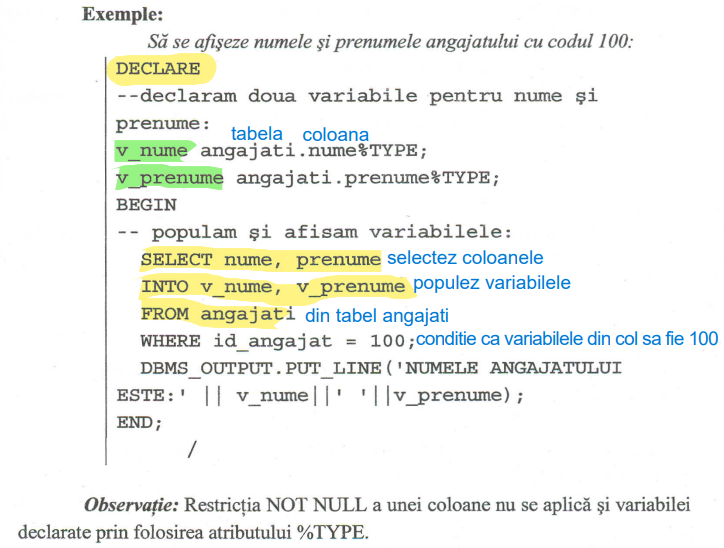 Exemple:
Să se afişeze numele şi prenumele angajatului cu codul 100:
DECLARE
--declaram doua variabile pentru nume şi
prenume:
tabela coloana
v_nume angajati.nume%TYPE;
v_prenume angajati.prenume%TYPE;
BEGIN
-- populam şi afisam variabilele:
SELECT nume, prenume selectez coloanele
INTO v_nume, v_prenume populez variabilele
FROM angajati din tabel angajati
WHERE id_angajat = 100; conditie ca variabilele din col sa fie 100
DBMS_OUTPUT.PUT_LINE('NUMELE ANGAJATULUI
ESTE:' || v_nume||' '||v_prenume);
END;
/
Observaţie: Restricţia NOT NULL a unei coloane nu se aplică şi variabilei
declarate prin folosirea atributului %TYPE.